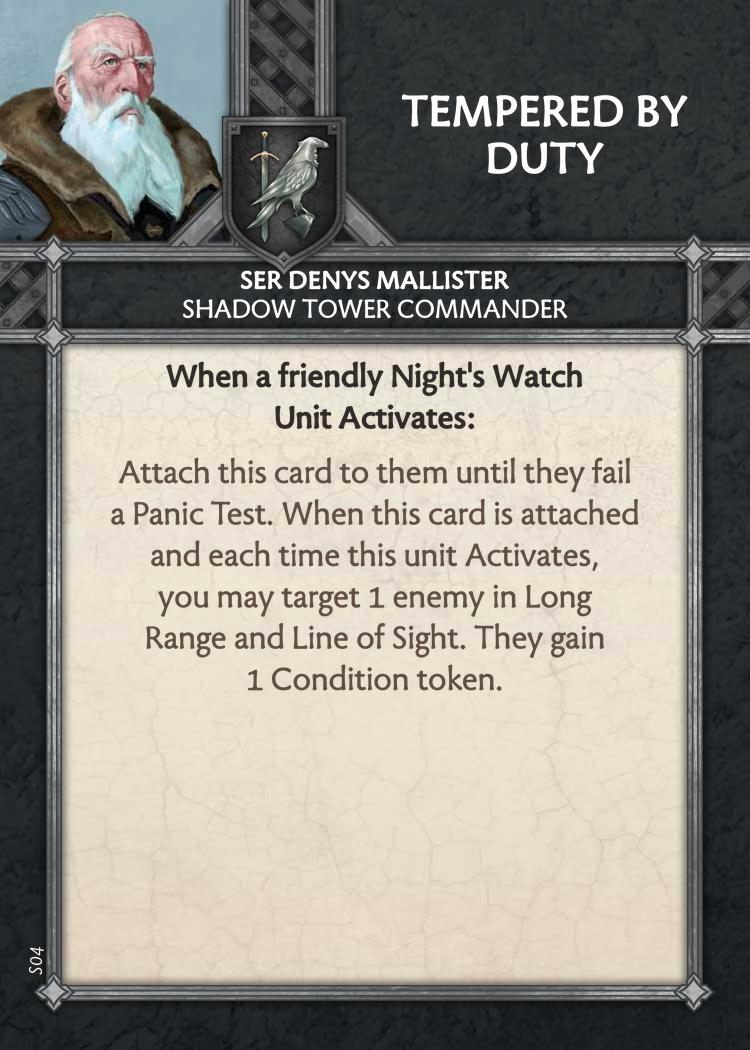 TEMPERED BY
DUTY
SER DENYS MALLISTER
SHADOW TOWER COMMANDER
When a friendly Night's Watch
Unit Activates:
Attach this card to them until they fail
a Panic Test. When this card is attached
and each time this unit Activates,
you may target 1 enemy in Long
Range and Line of Sight. They gain
1 Condition token.
S04